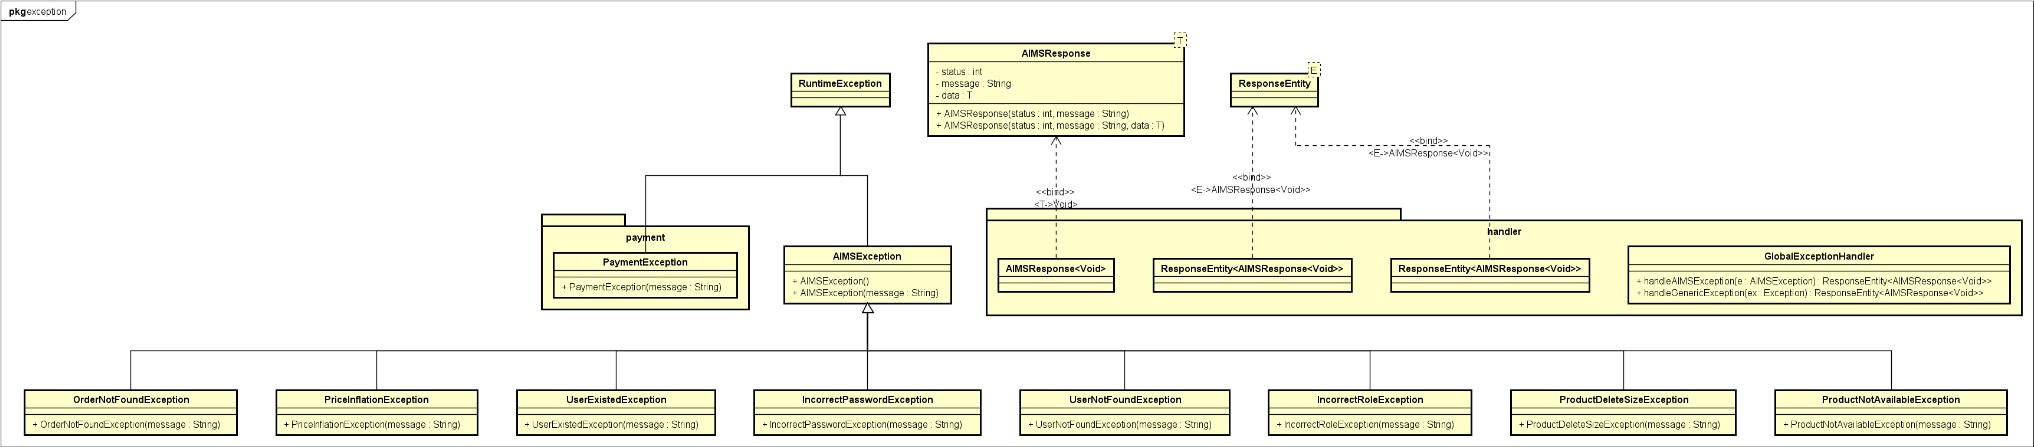 pkg exception
RuntimeException
T
AIMSResponse
- status : int
- message : String
- data : T
+ AIMSResponse(status : int, message : String)
+ AIMSResponse(status : int, message : String, data : T)
E
ResponseEntity
<<bind>>
<T->Void>
<<bind>>
<E->AIMSResponse<Void>>
<<bind>>
<E->AIMSResponse<Void>>
payment
PaymentException
+ PaymentException(message : String)
AIMSException
+ AIMSException()
+ AIMSException(message : String)
handler
AIMSResponse<Void>
ResponseEntity<AIMSResponse<Void>>
ResponseEntity<AIMSResponse<Void>>
GlobalExceptionHandler
+ handleAIMSException(e : AIMSException) : ResponseEntity<AIMSResponse<Void>>
+ handleGenericException(ex : Exception) : ResponseEntity<AIMSResponse<Void>>
OrderNotFoundException
+ OrderNotFoundException(message : String)
PriceInflationException
+ PriceInflationException(message : String)
UserExistedException
+ UserExistedException(message : String)
IncorrectPasswordException
+ IncorrectPasswordException(message : String)
UserNotFoundException
+ UserNotFoundException(message : String)
IncorrectRoleException
+ IncorrectRoleException(message : String)
ProductDeleteSizeException
+ ProductDeleteSizeException(message : String)
ProductNotAvailableException
+ ProductNotAvailableException(message : String)